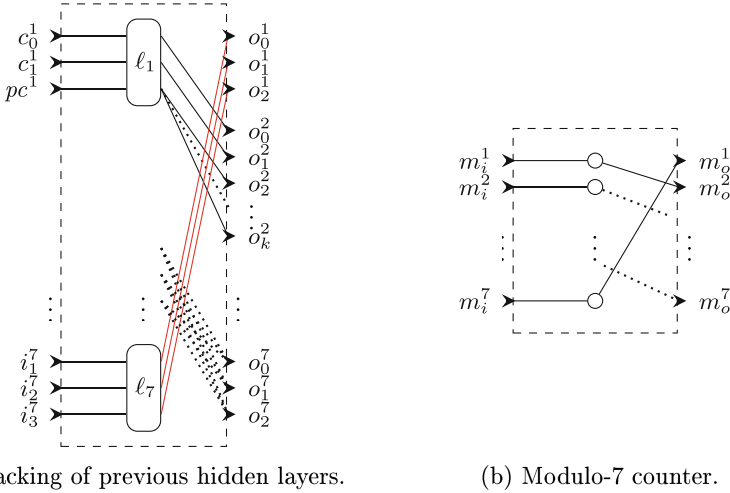 c_0^1
c_1^1
pc^1
ℓ_1
o_0^1
o_1^1
o_2^1
o_0^2
o_1^2
o_2^2
o_k^2
i_1^7
i_2^7
i_3^7
ℓ_7
o_0^7
o_1^7
o_2^7
acking of previous hidden layers.
m_i^1
m_i^2
m_i^7
m_o^1
m_o^2
m_o^7
(b) Modulo-7 counter.